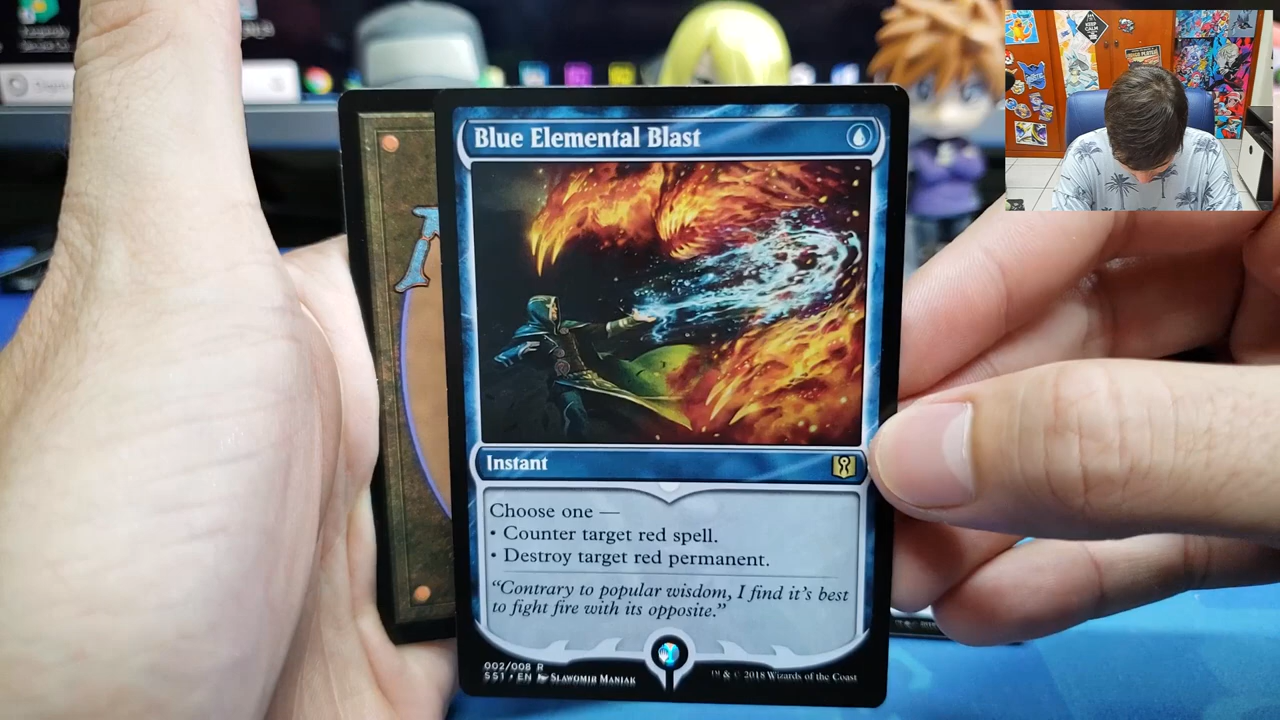 Blue Elemental Blast
Instant
Choose one —
• Counter target red spell.
• Destroy target red permanent.
“Contrary to popular wisdom, I find it’s best
to fight fire with its opposite.”
002/008 R
SS1 • EN Slawomir Maniak
™ & © 2018 Wizards of the Coast
KEEP
CALM